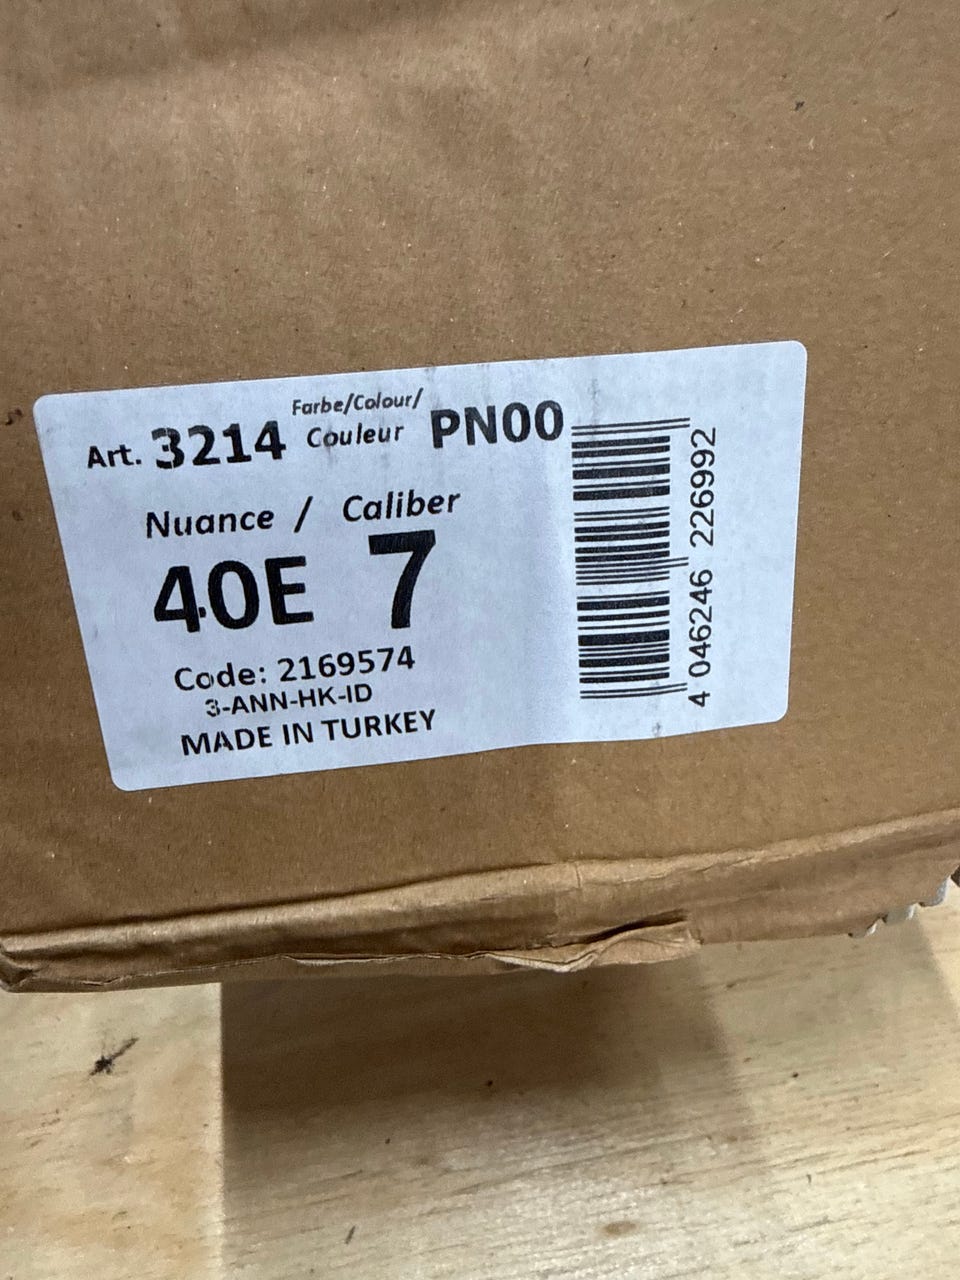 Art. 3214 Farbe/Colour/ Couleur PN00
Nuance / Caliber
40E 7
Code: 2169574
3-ANN-HK-ID
MADE IN TURKEY
4 046246 226992